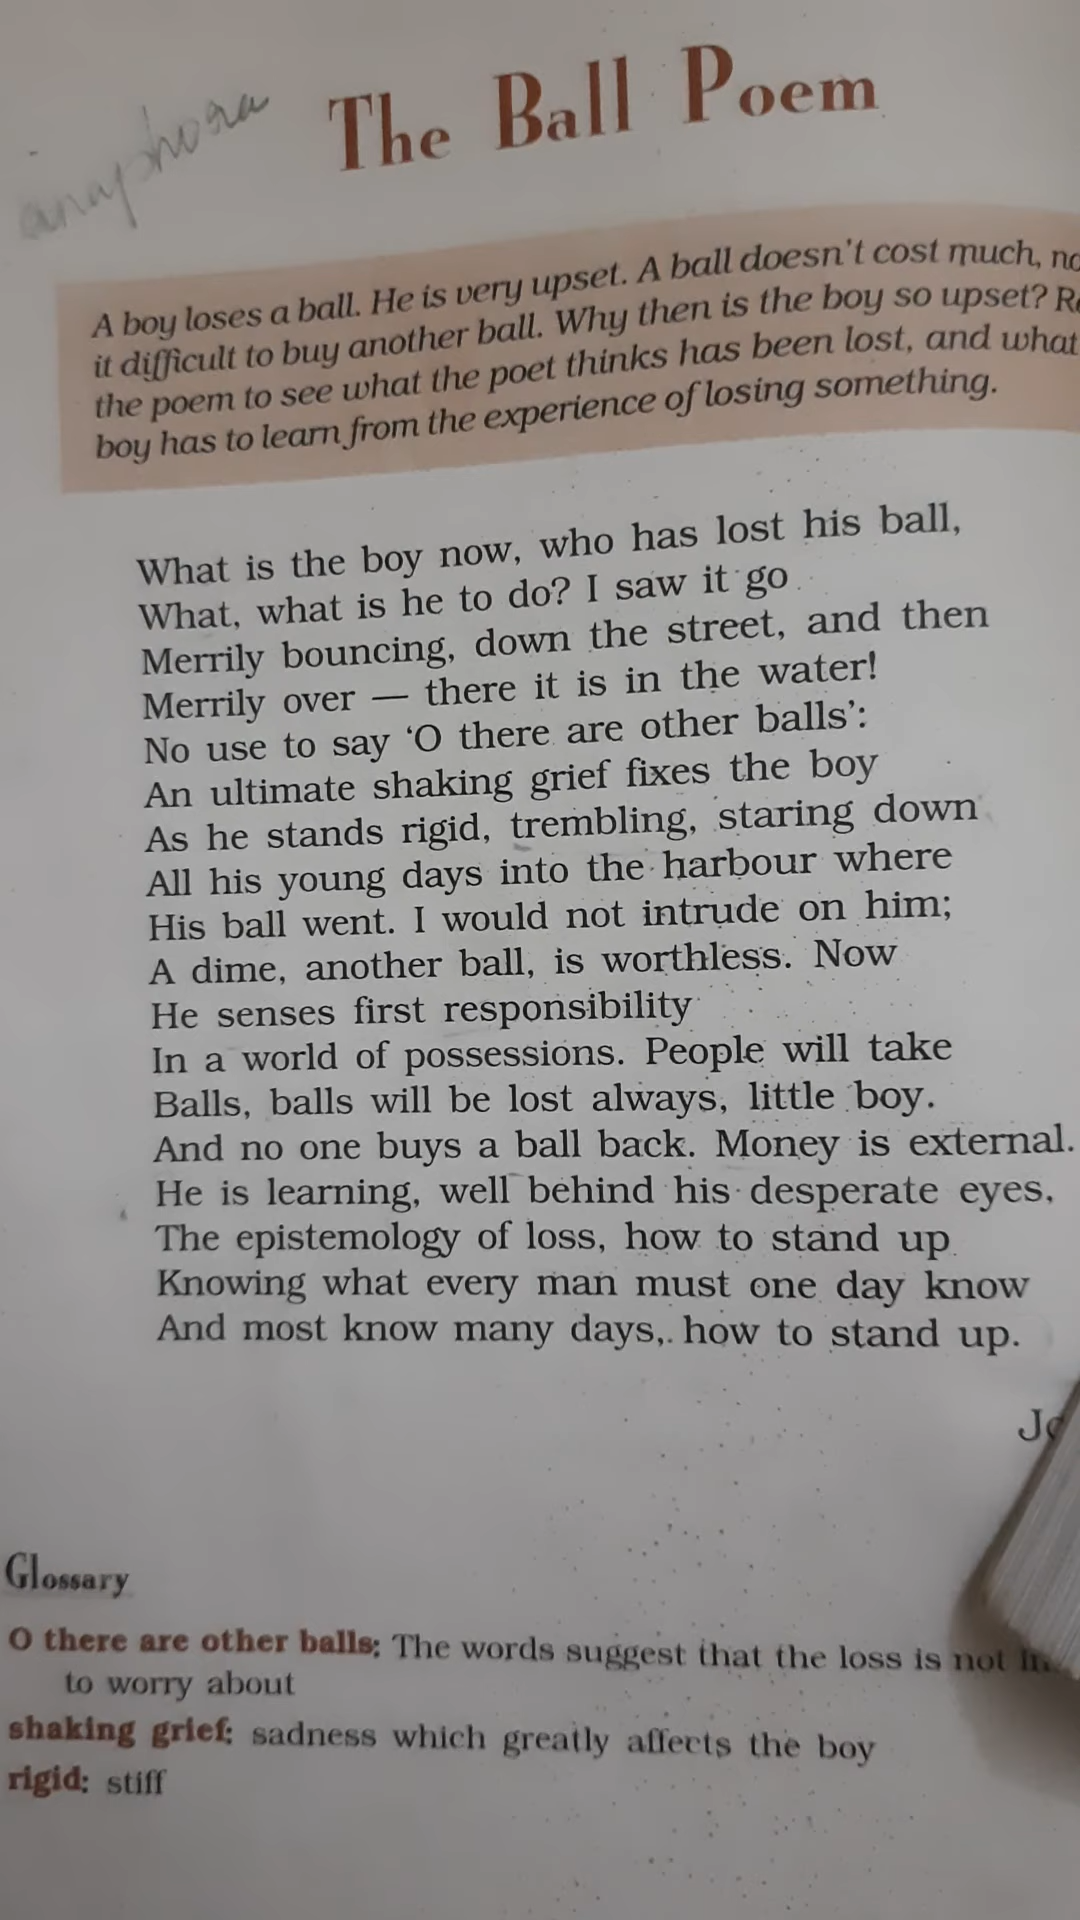 anaphora
The Ball Poem
A boy loses a ball. He is very upset. A ball doesn't cost much,
it difficult to buy another ball. Why then is the boy so upset?
the poem to see what the poet thinks has been lost, and what
boy has to learn from the experience of losing something.
What is the boy now, who has lost his ball,
What, what is he to do? I saw it go
Merrily bouncing, down the street, and then
Merrily over — there it is in the water!
No use to say ‘O there are other balls’:
An ultimate shaking grief fixes the boy
As he stands rigid, trembling, staring down
All his young days into the harbour where
His ball went. I would not intrude on him;
A dime, another ball, is worthless. Now
He senses first responsibility
In a world of possessions. People will take
Balls, balls will be lost always, little boy.
And no one buys a ball back. Money is external.
He is learning, well behind his desperate eyes,
The epistemology of loss, how to stand up
Knowing what every man must one day know
And most know many days, how to stand up.
Glossary
O there are other balls: The words suggest that the loss is not
to worry about
shaking grief: sadness which greatly affects the boy
rigid: stiff